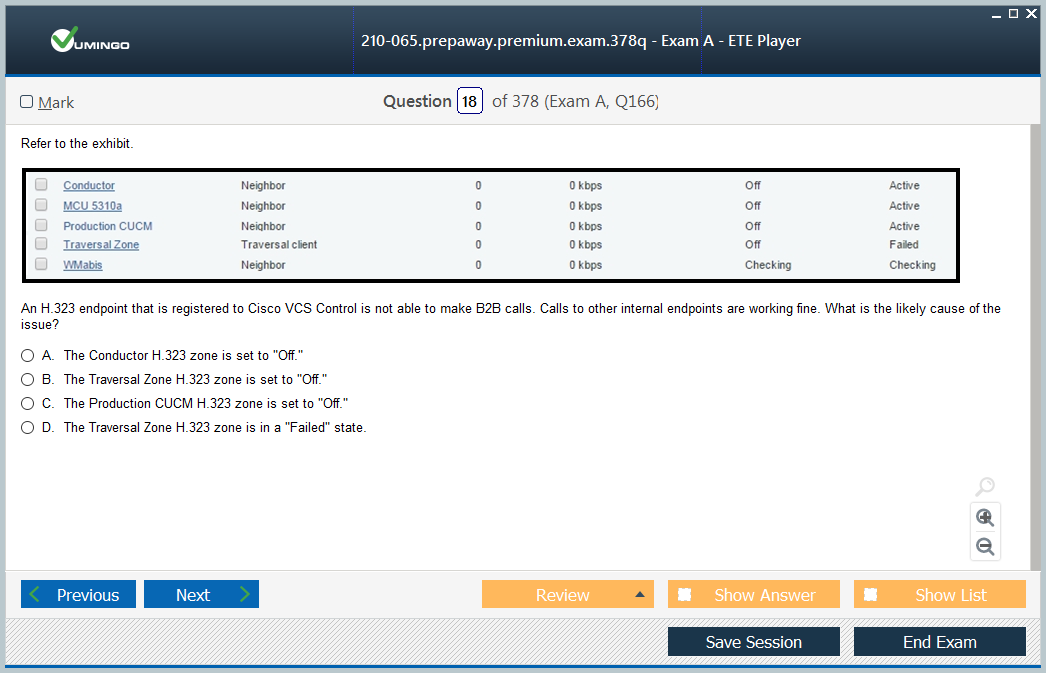 VUMINGO
210-065.prepaway.premium.exam.378q - Exam A - ETE Player
Mark
Question 18 of 378 (Exam A, Q166)
Refer to the exhibit.
Conductor Neighbor 0 0 kbps Off Active
MCU 5310a Neighbor 0 0 kbps Off Active
Production CUCM Neighbor 0 0 kbps Off Active
Traversal Zone Traversal client 0 0 kbps Off Failed
WMabis Neighbor 0 0 kbps Checking Checking
An H.323 endpoint that is registered to Cisco VCS Control is not able to make B2B calls. Calls to other internal endpoints are working fine. What is the likely cause of the
issue?
A. The Conductor H.323 zone is set to "Off."
B. The Traversal Zone H.323 zone is set to "Off."
C. The Production CUCM H.323 zone is set to "Off."
D. The Traversal Zone H.323 zone is in a "Failed" state.
Previous Next Review Show Answer Show List
Save Session End Exam